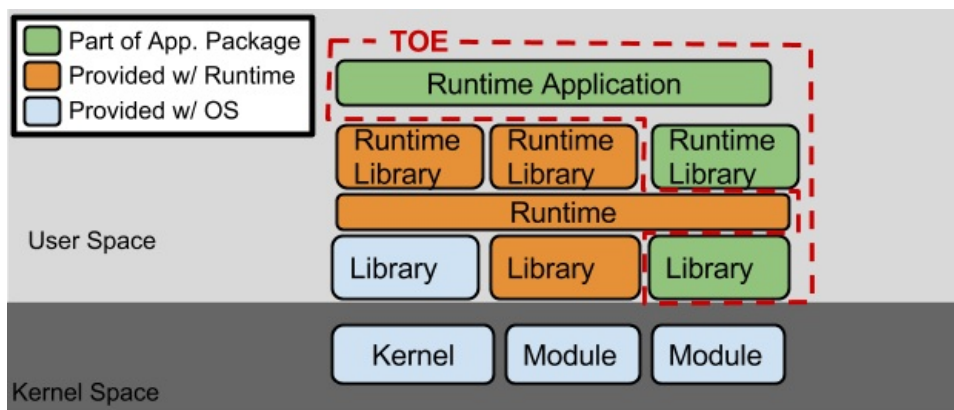 Part of App. Package
Provided w/ Runtime
Provided w/ OS
TOE
Runtime Application
Runtime
Library
Runtime
Library
Runtime
Library
Runtime
User Space
Library
Library
Library
Kernel
Module
Module
Kernel Space